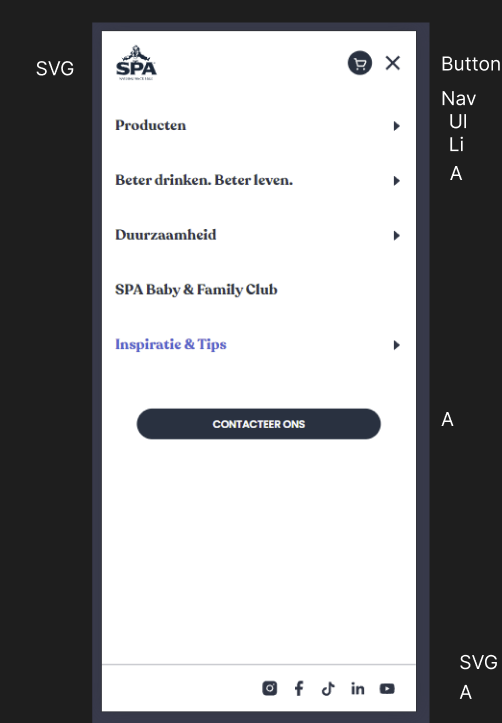 SVG
SPA
Button
Nav
Ul
Li
A
Producten
Beter drinken. Beter leven.
Duurzaamheid
SPA Baby & Family Club
Inspiratie & Tips
CONTACTEER ONS
A
SVG
A